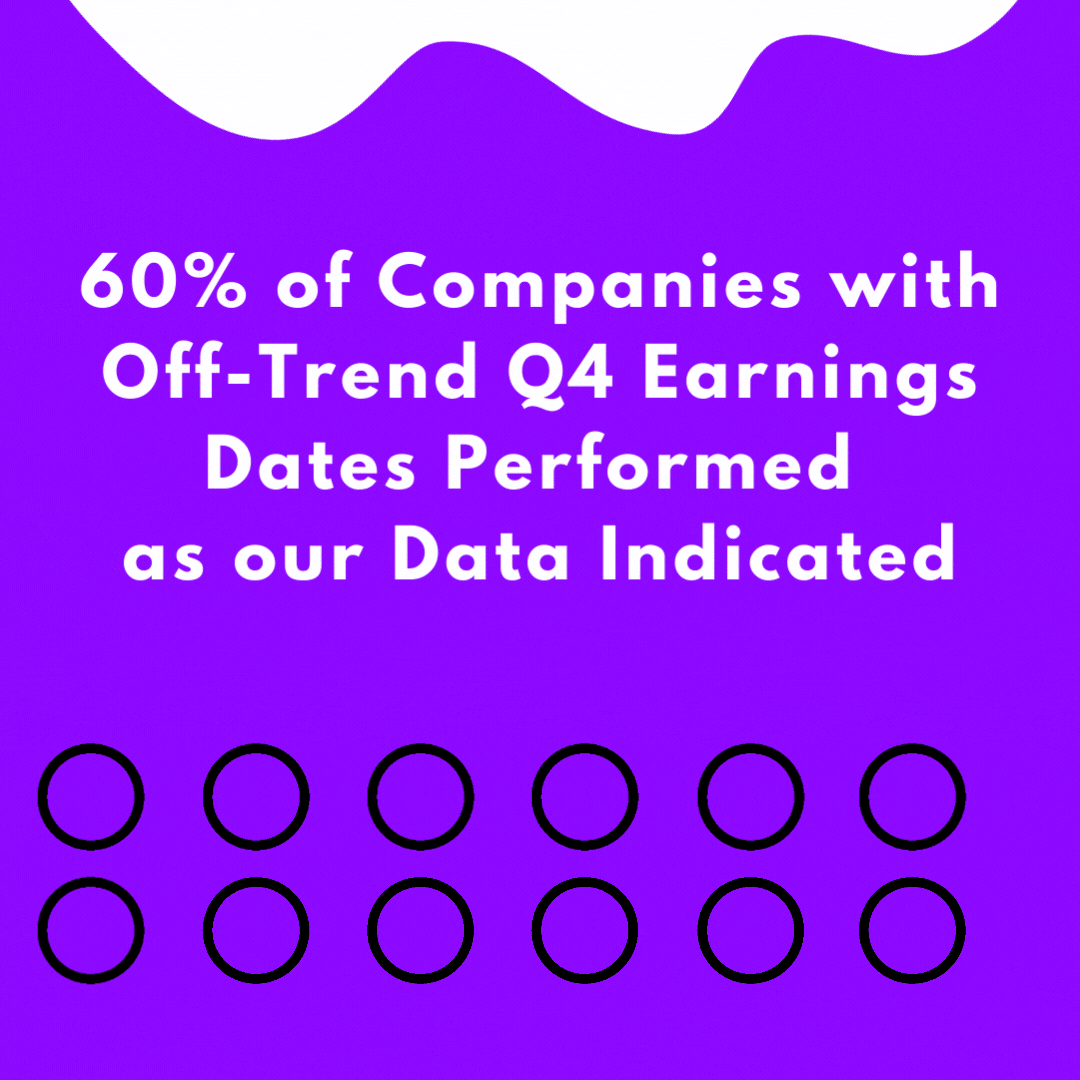 60% of Companies with
Off-Trend Q4 Earnings
Dates Performed
as our Data Indicated